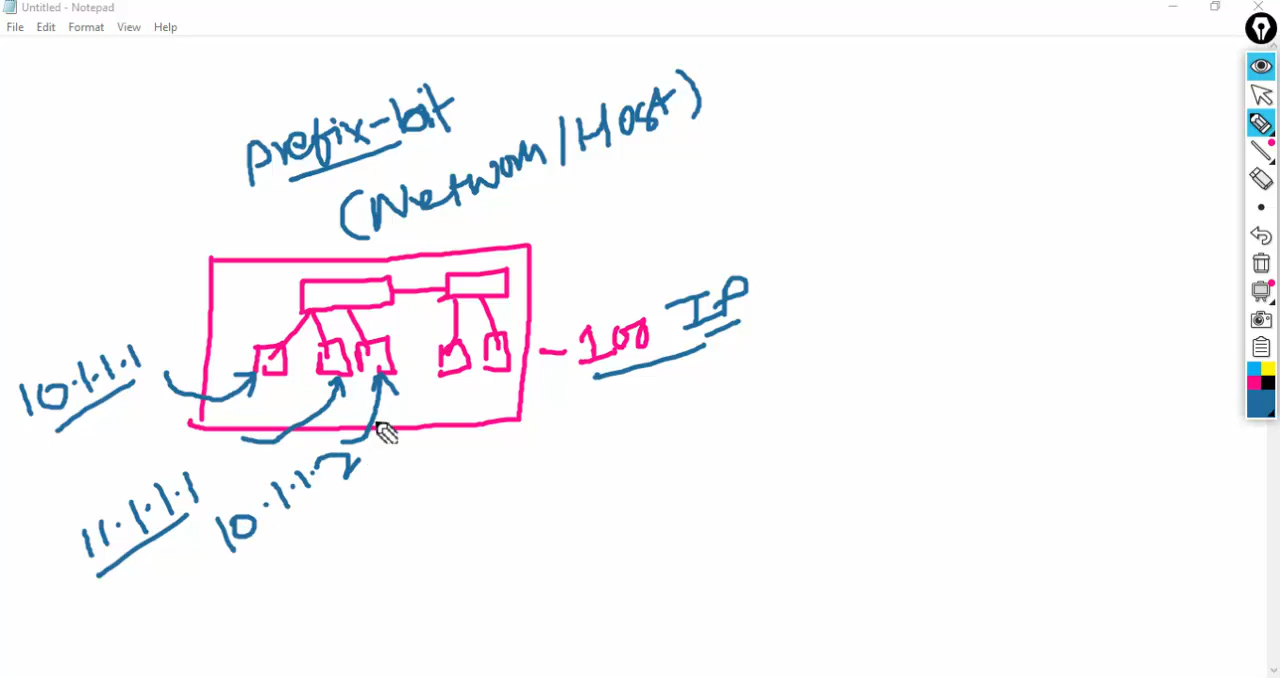 Untitled - Notepad
File Edit Format View Help
prefix-bit
(Network/Host)
- 100 IP
10.1.1.1
11.1.1.1
10.1.1.2